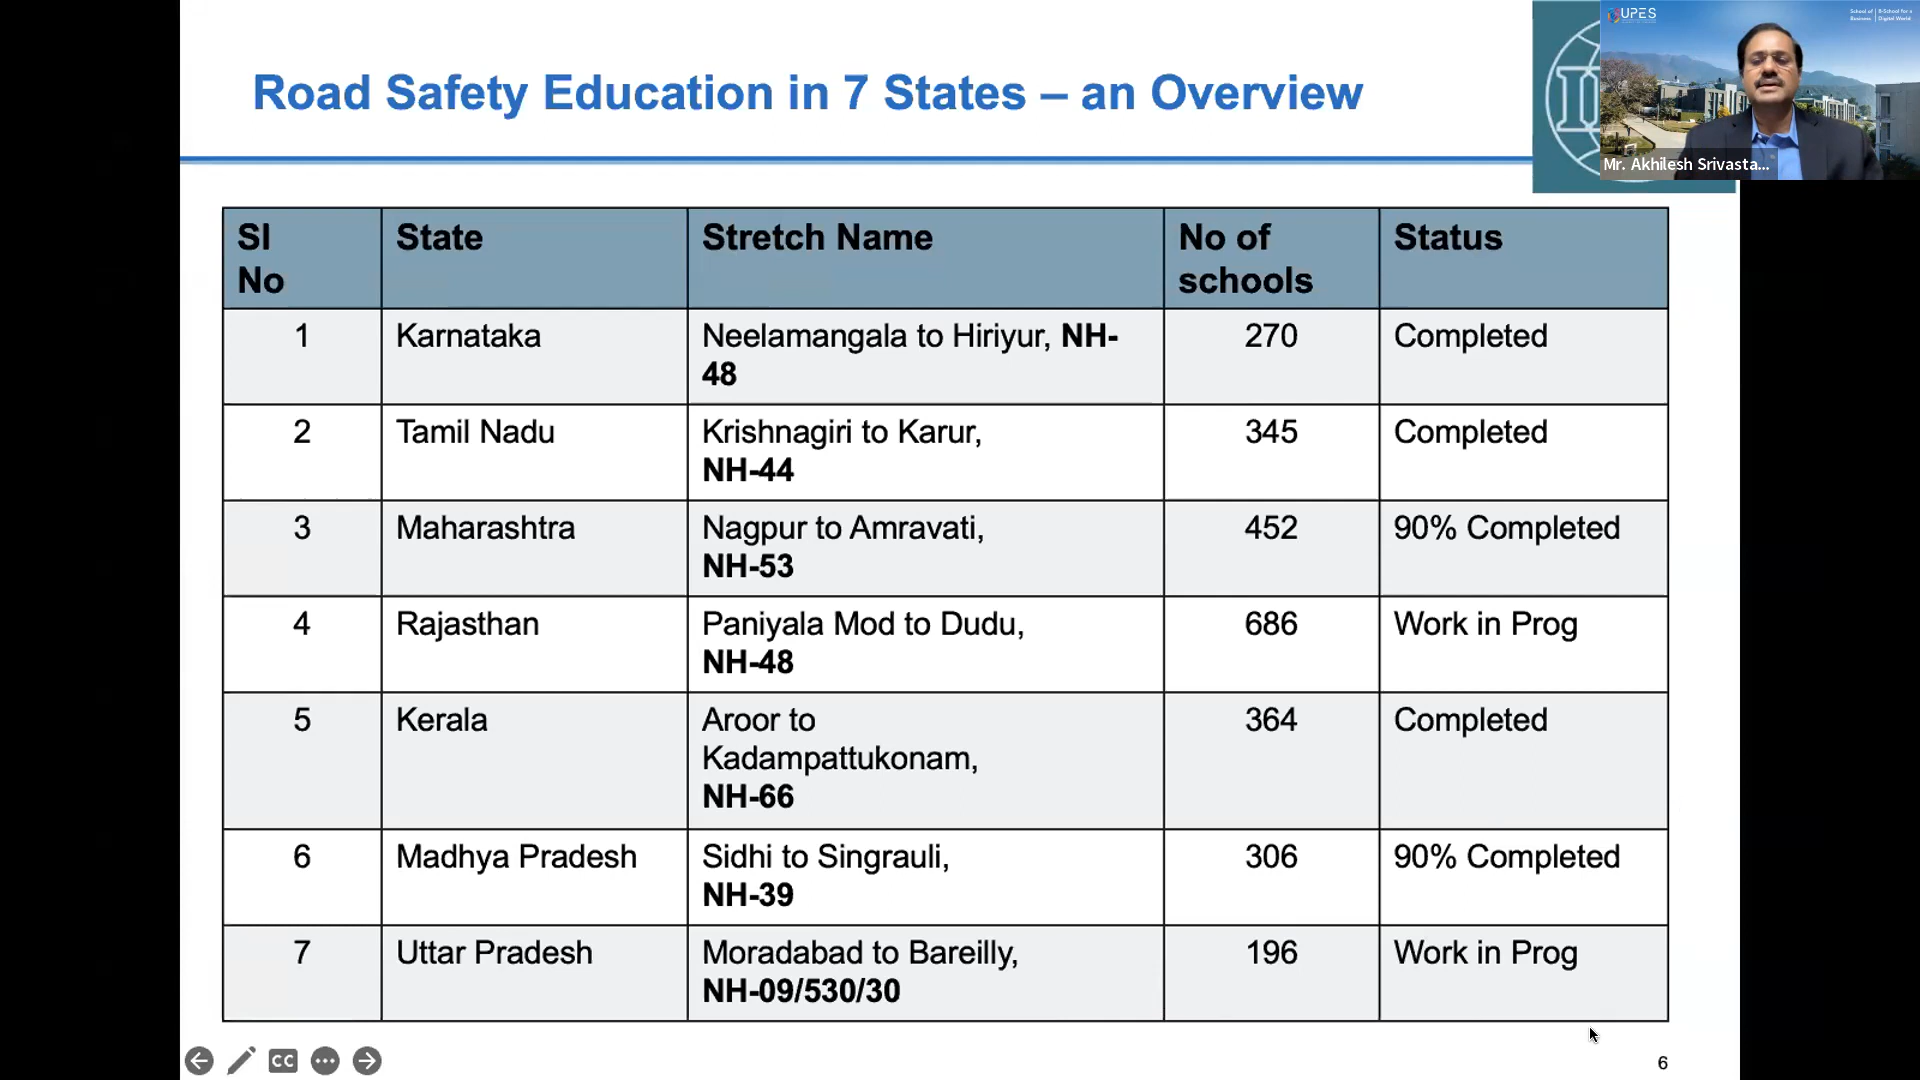 Road Safety Education in 7 States – an Overview
UPES
Mr. Akhilesh Srivasta...
SI No
State
Stretch Name
No of schools
Status
1
Karnataka
Neelamangala to Hiriyur, NH-
48
270
Completed
2
Tamil Nadu
Krishnagiri to Karur,
NH-44
345
Completed
3
Maharashtra
Nagpur to Amravati,
NH-53
452
90% Completed
4
Rajasthan
Paniyala Mod to Dudu,
NH-48
686
Work in Prog
5
Kerala
Aroor to
Kadampattukonam,
NH-66
364
Completed
6
Madhya Pradesh
Sidhi to Singrauli,
NH-39
306
90% Completed
7
Uttar Pradesh
Moradabad to Bareilly,
NH-09/530/30
196
Work in Prog
CC
6